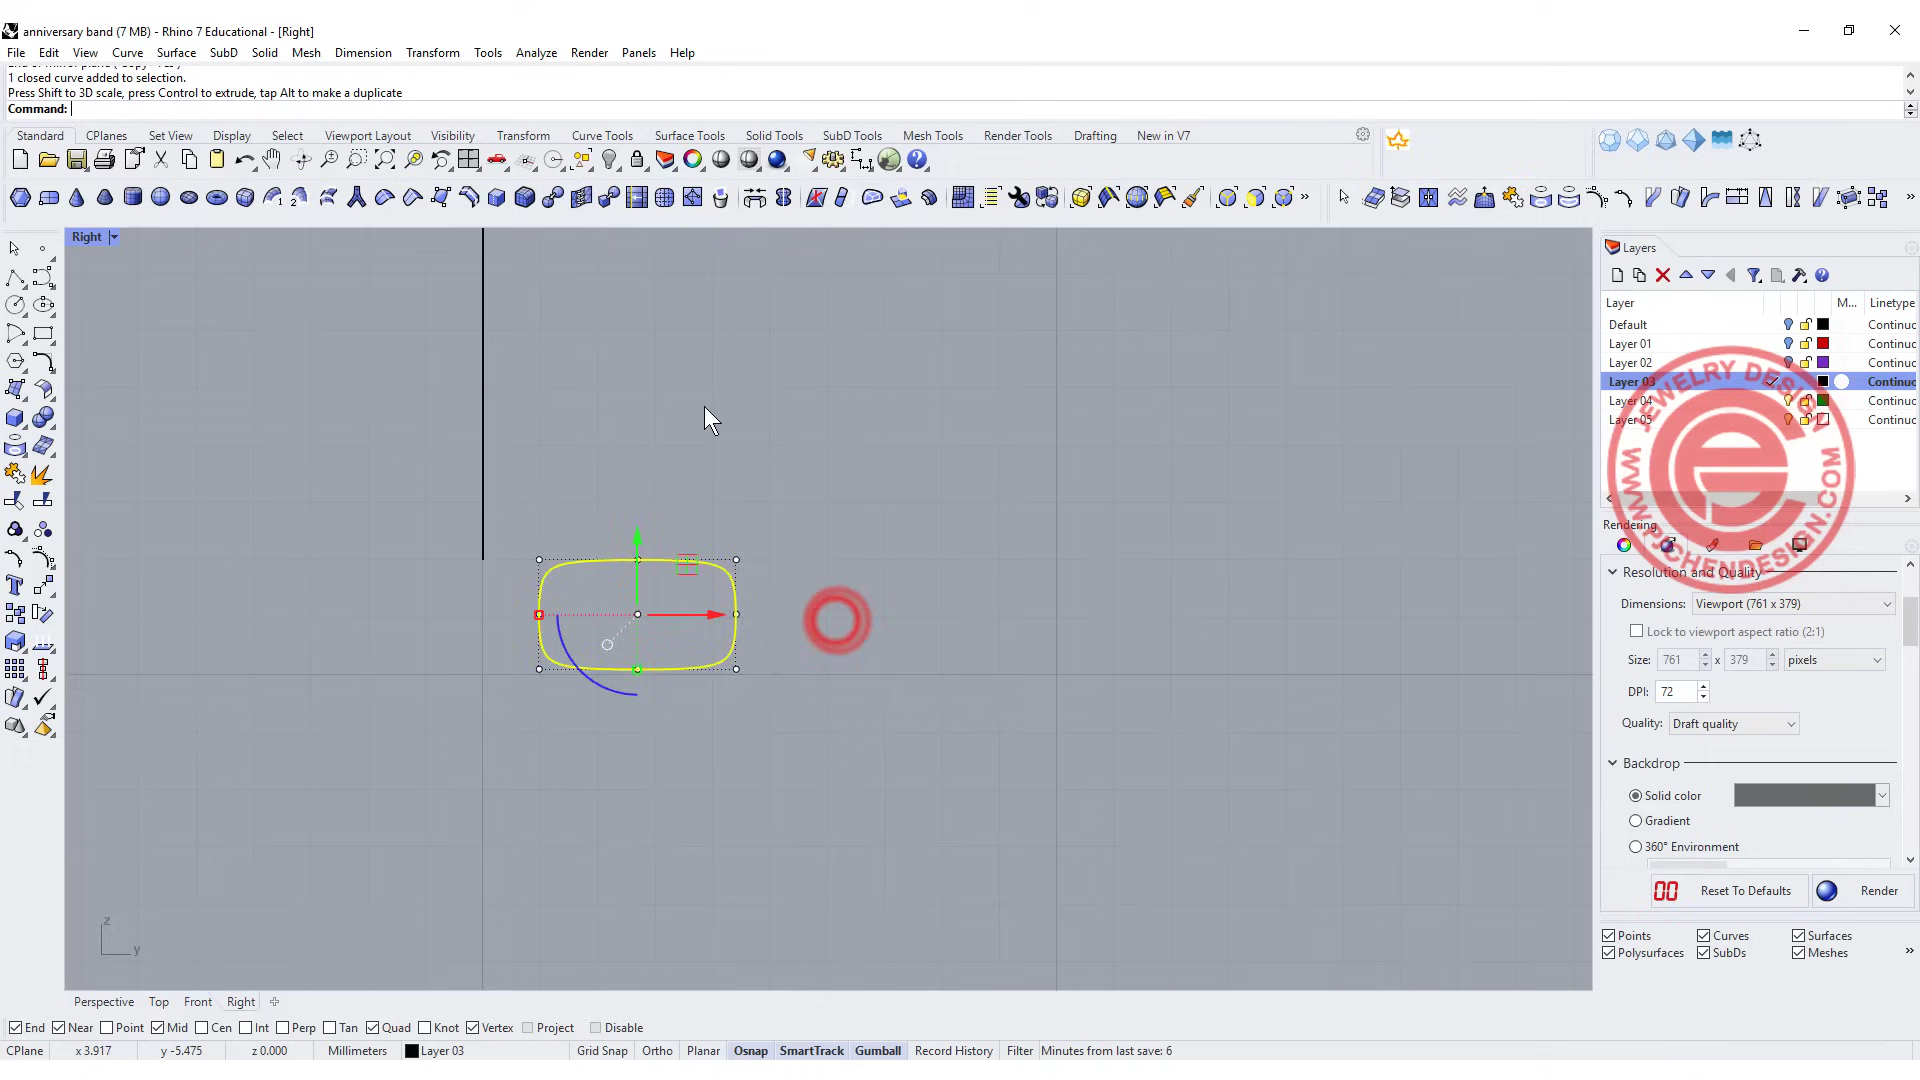 anniversary band (7 MB) - Rhino 7 Educational - [Right]
File Edit View Curve Surface SubD Solid Mesh Dimension Transform Tools Analyze Render Panels Help
1 closed curve added to selection.
Press Shift to 3D scale, press Control to extrude, tap Alt to make a duplicate
Command:
Standard CPlanes Set View Display Select Viewport Layout Visibility Transform Curve Tools Surface Tools Solid Tools SubD Tools Mesh Tools Render Tools Drafting New in V7
Right
Layers
Layer M... Linetype
Default Continuc
Layer 01 Continuc
Layer 02 Continuc
Layer 03 Continuc
Layer 04 Continuc
Layer 05 Continuc
JEWELRY DESIGN
WWW.PJCHENDESIGN.COM
Rendering
Resolution and Quality
Dimensions: Viewport (761 x 379)
Lock to viewport aspect ratio (2:1)
Size: 761 x 379 pixels
DPI: 72
Quality: Draft quality
Backdrop
Solid color
Gradient
360° Environment
Reset To Defaults Render
Points Curves Surfaces
Polysurfaces SubDs Meshes
z
y
Perspective Top Front Right
End Near Point Mid Cen Int Perp Tan Quad Knot Vertex Project Disable
CPlane x 3.917 y -5.475 z 0.000 Millimeters Layer 03 Grid Snap Ortho Planar Osnap SmartTrack Gumball Record History Filter Minutes from last save: 6